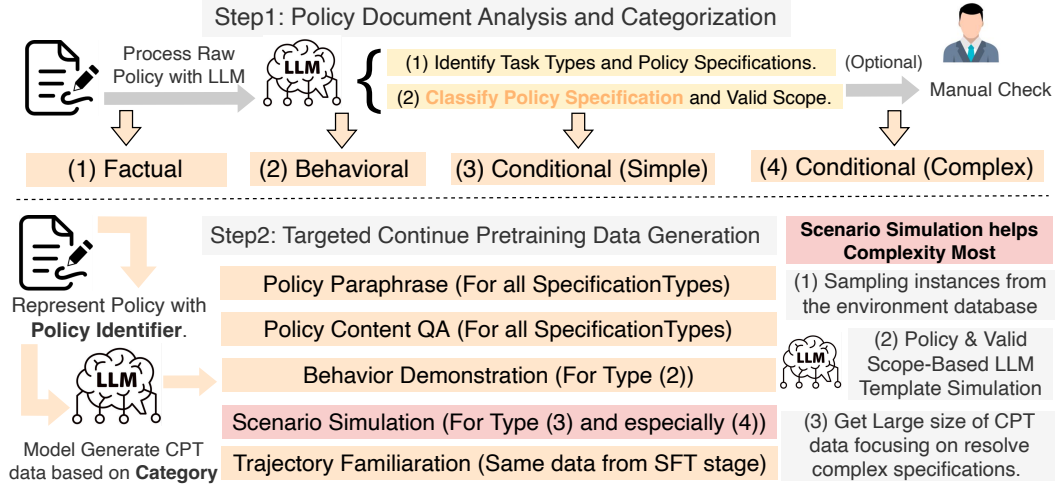 Step1: Policy Document Analysis and Categorization
Process Raw
Policy with LLM
LLM
(1) Identify Task Types and Policy Specifications.
(2) Classify Policy Specification and Valid Scope.
(Optional)
Manual Check
(1) Factual
(2) Behavioral
(3) Conditional (Simple)
(4) Conditional (Complex)
Step2: Targeted Continue Pretraining Data Generation
Represent Policy with
Policy Identifier.
LLM
Model Generate CPT
data based on Category
Policy Paraphrase (For all SpecificationTypes)
Policy Content QA (For all SpecificationTypes)
Behavior Demonstration (For Type (2))
Scenario Simulation (For Type (3) and especially (4))
Trajectory Familiaration (Same data from SFT stage)
Scenario Simulation helps
Complexity Most
(1) Sampling instances from
the environment database
LLM
(2) Policy & Valid
Scope-Based LLM
Template Simulation
(3) Get Large size of CPT
data focusing on resolve
complex specifications.